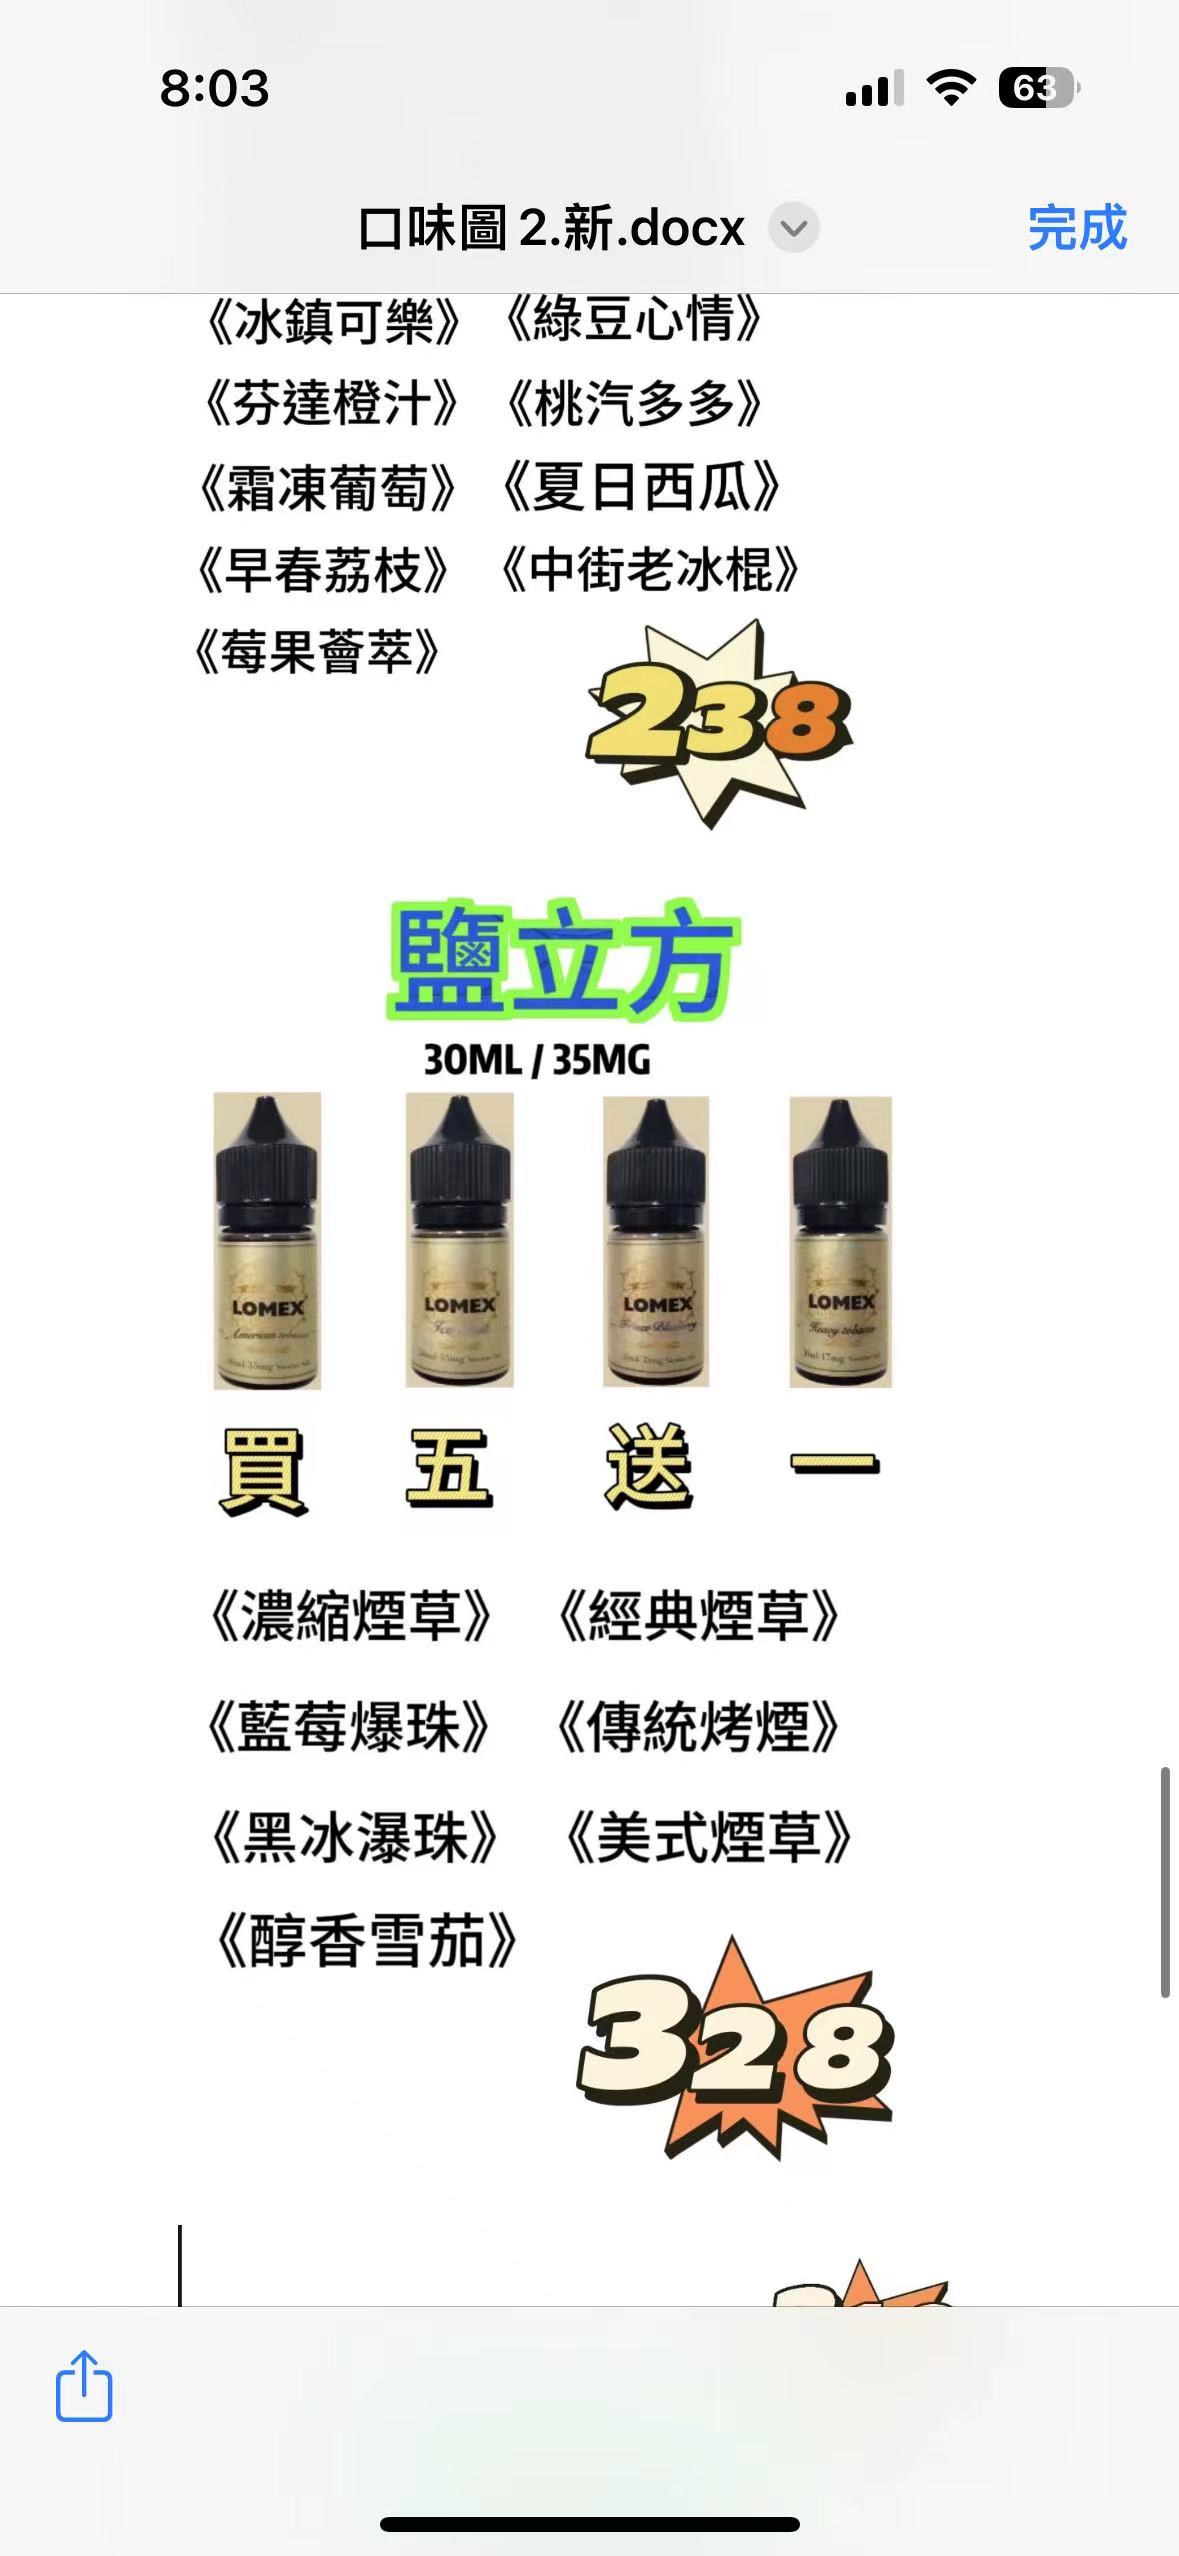 8:03
63
口味圖2.新.docx
完成
《冰鎮可樂》 《綠豆心情》
《芬達橙汁》 《桃汽多多》
《霜凍葡萄》 《夏日西瓜》
《早春荔枝》 《中街老冰棍》
《莓果薈萃》
238
鹽立方
30ML / 35MG
LOMEX LOMEX LOMEX LOMEX
American tobacco Heavy tobacco
買 五 送 一
《濃縮煙草》 《經典煙草》
《藍莓爆珠》 《傳統烤煙》
《黑冰瀑珠》 《美式煙草》
《醇香雪茄》
328